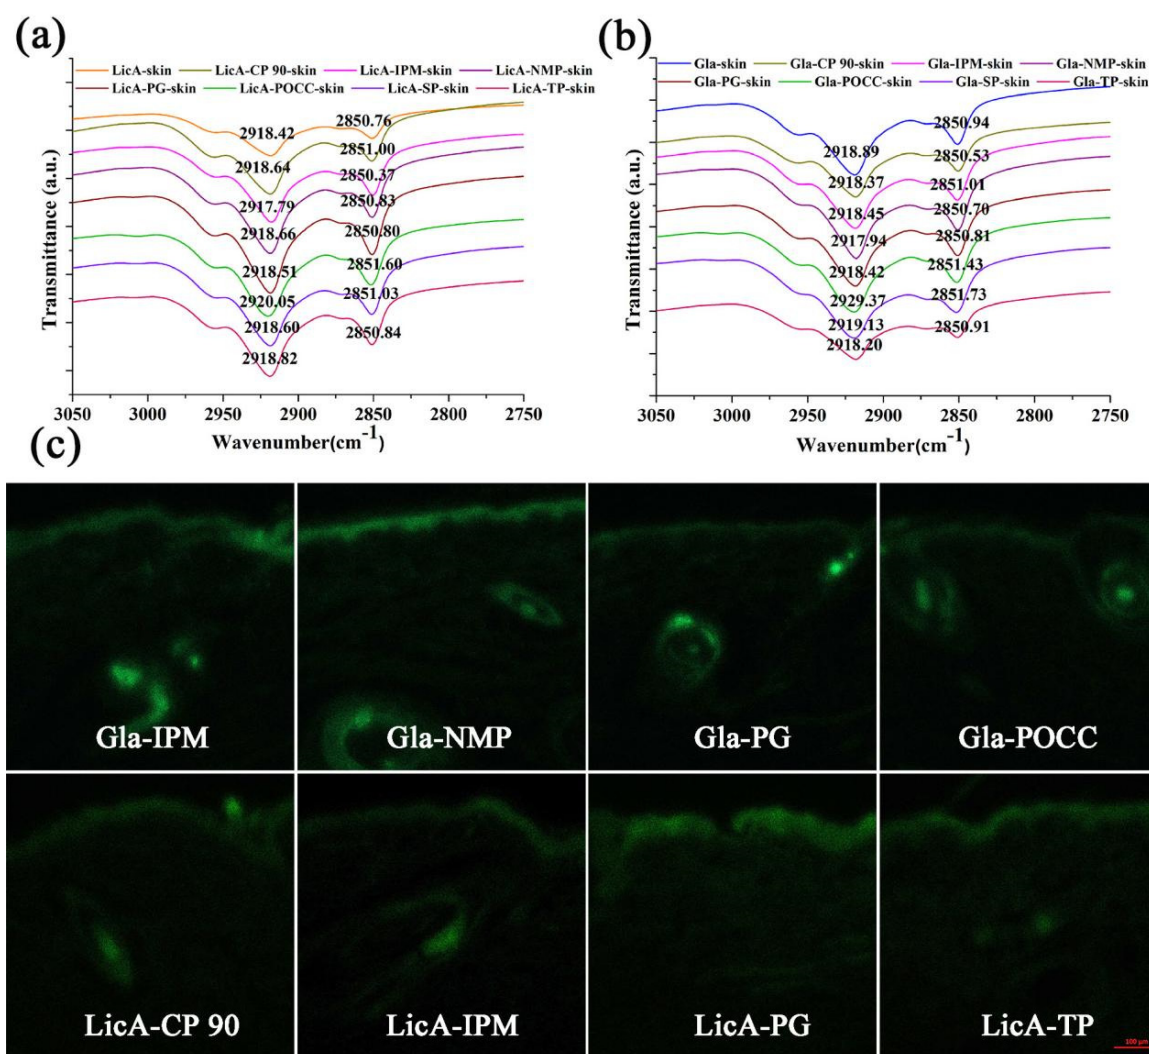 (a)
LicA-skin LicA-CP 90-skin LicA-IPM-skin LicA-NMP-skin
LicA-PG-skin LicA-POCC-skin LicA-SP-skin LicA-TP-skin
2918.42
2850.76
2918.64
2851.00
2917.79
2850.37
2918.66
2850.83
2918.51
2850.80
2920.05
2851.60
2918.60
2851.03
2918.82
2850.84
Transmittance (a.u.)
3050 3000 2950 2900 2850 2800 2750
Wavenumber(cm-1)
(b)
Gla-skin Gla-CP 90-skin Gla-IPM-skin Gla-NMP-skin
Gla-PG-skin Gla-POCC-skin Gla-SP-skin Gla-TP-skin
2918.89
2850.94
2918.37
2850.53
2918.45
2851.01
2917.94
2850.70
2918.42
2850.81
2929.37
2851.43
2919.13
2851.73
2918.20
2850.91
Transmittance (a.u.)
3050 3000 2950 2900 2850 2800 2750
Wavenumber(cm-1)
(c)
Gla-IPM
Gla-NMP
Gla-PG
Gla-POCC
LicA-CP 90
LicA-IPM
LicA-PG
LicA-TP
100 μm